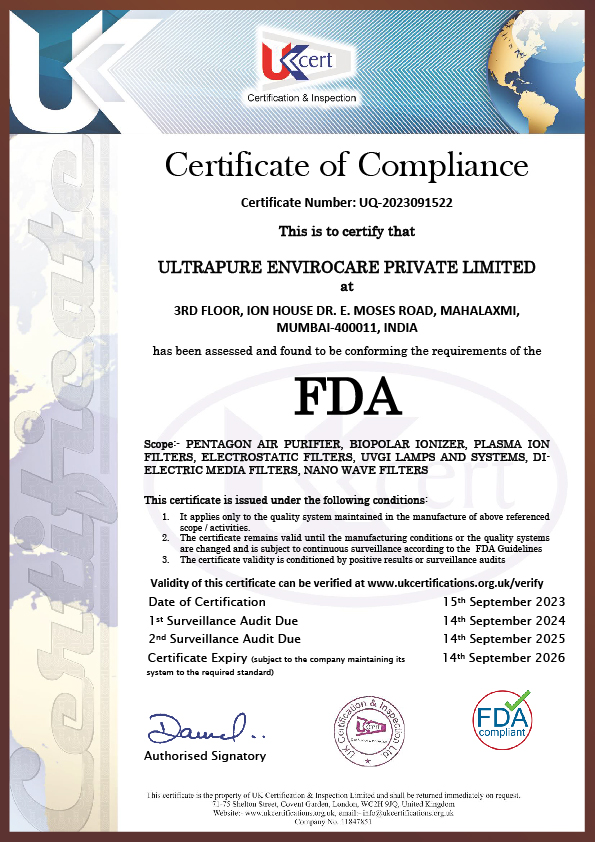 UK cert
Certification & Inspection
Certificate
Certificate of Compliance
Certificate Number: UQ-2023091522
This is to certify that
ULTRAPURE ENVIROCARE PRIVATE LIMITED
at
3RD FLOOR, ION HOUSE DR. E. MOSES ROAD, MAHALAXMI,
MUMBAI-400011, INDIA
has been assessed and found to be conforming the requirements of the
FDA
Scope:- PENTAGON AIR PURIFIER, BIOPOLAR IONIZER, PLASMA ION
FILTERS, ELECTROSTATIC FILTERS, UVGI LAMPS AND SYSTEMS, DI-
ELECTRIC MEDIA FILTERS, NANO WAVE FILTERS
This certificate is issued under the following conditions:
1. It applies only to the quality system maintained in the manufacture of above referenced
scope / activities.
2. The certificate remains valid until the manufacturing conditions or the quality systems
are changed and is subject to continuous surveillance according to the FDA Guidelines
3. The certificate validity is conditioned by positive results or surveillance audits
Validity of this certificate can be verified at www.ukcertifications.org.uk/verify
Date of Certification 15th September 2023
1st Surveillance Audit Due 14th September 2024
2nd Surveillance Audit Due 14th September 2025
Certificate Expiry (subject to the company maintaining its 14th September 2026
system to the required standard)
Authorised Signatory
UK Certification & Inspection Ltd
UK cert
FDA
compliant
This certificate is the property of UK Certification & Inspection Limited and shall be returned immediately on request.
71-75 Shelton Street, Covent Garden, London, WC2H 9JQ, United Kingdom
Website:- www.ukcertifications.org.uk, email:- info@ukcertifications.org.uk
Company No. 11847851